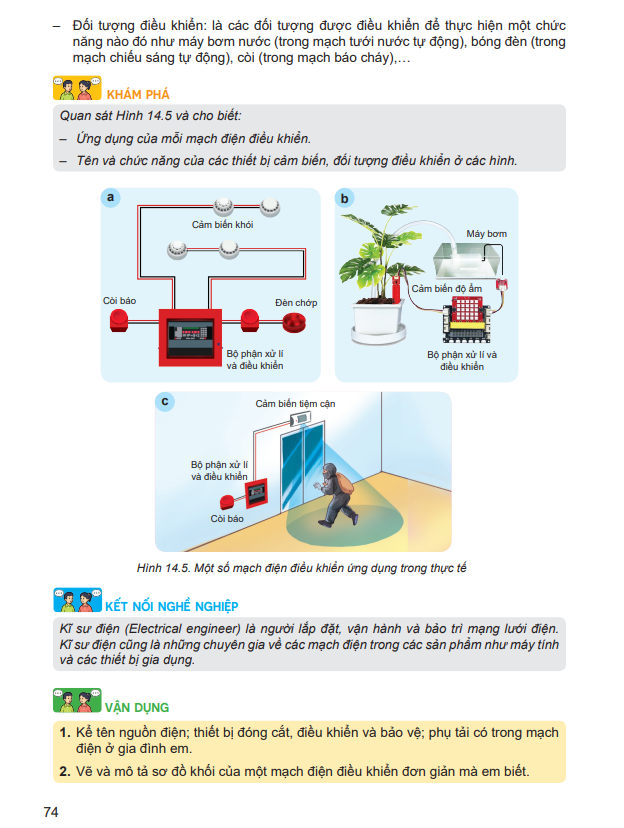 – Đối tượng điều khiển: là các đối tượng được điều khiển để thực hiện một chức
năng nào đó như máy bơm nước (trong mạch tưới nước tự động), bóng đèn (trong
mạch chiếu sáng tự động), còi (trong mạch báo cháy),…
KHÁM PHÁ
Quan sát Hình 14.5 và cho biết:
– Ứng dụng của mỗi mạch điện điều khiển.
– Tên và chức năng của các thiết bị cảm biến, đối tượng điều khiển ở các hình.
a
Cảm biến khói
Còi báo
Đèn chớp
Bộ phận xử lí
và điều khiển
b
Máy bơm
Cảm biến độ ẩm
Bộ phận xử lí và
điều khiển
c
Cảm biến tiệm cận
Bộ phận xử lí
và điều khiển
Còi báo
Hình 14.5. Một số mạch điện điều khiển ứng dụng trong thực tế
KẾT NỐI NGHỀ NGHIỆP
Kĩ sư điện (Electrical engineer) là người lắp đặt, vận hành và bảo trì mạng lưới điện.
Kĩ sư điện cũng là những chuyên gia về các mạch điện trong các sản phẩm như máy tính
và các thiết bị gia dụng.
VẬN DỤNG
1. Kể tên nguồn điện; thiết bị đóng cắt, điều khiển và bảo vệ; phụ tải có trong mạch
điện ở gia đình em.
2. Vẽ và mô tả sơ đồ khối của một mạch điện điều khiển đơn giản mà em biết.
74